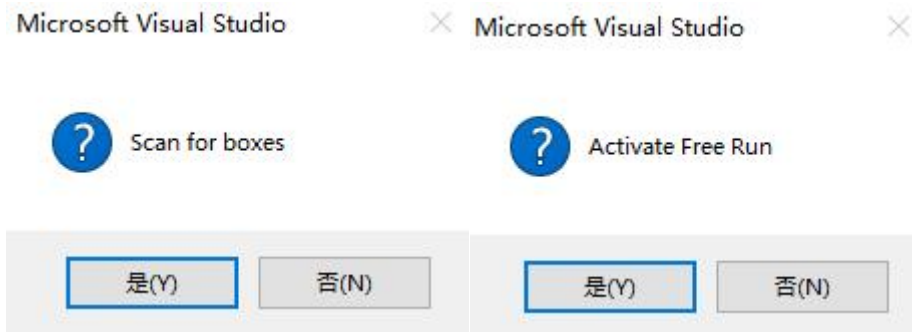 Microsoft Visual Studio
Scan for boxes
是(Y)
否(N)
Microsoft Visual Studio
Activate Free Run
是(Y)
否(N)